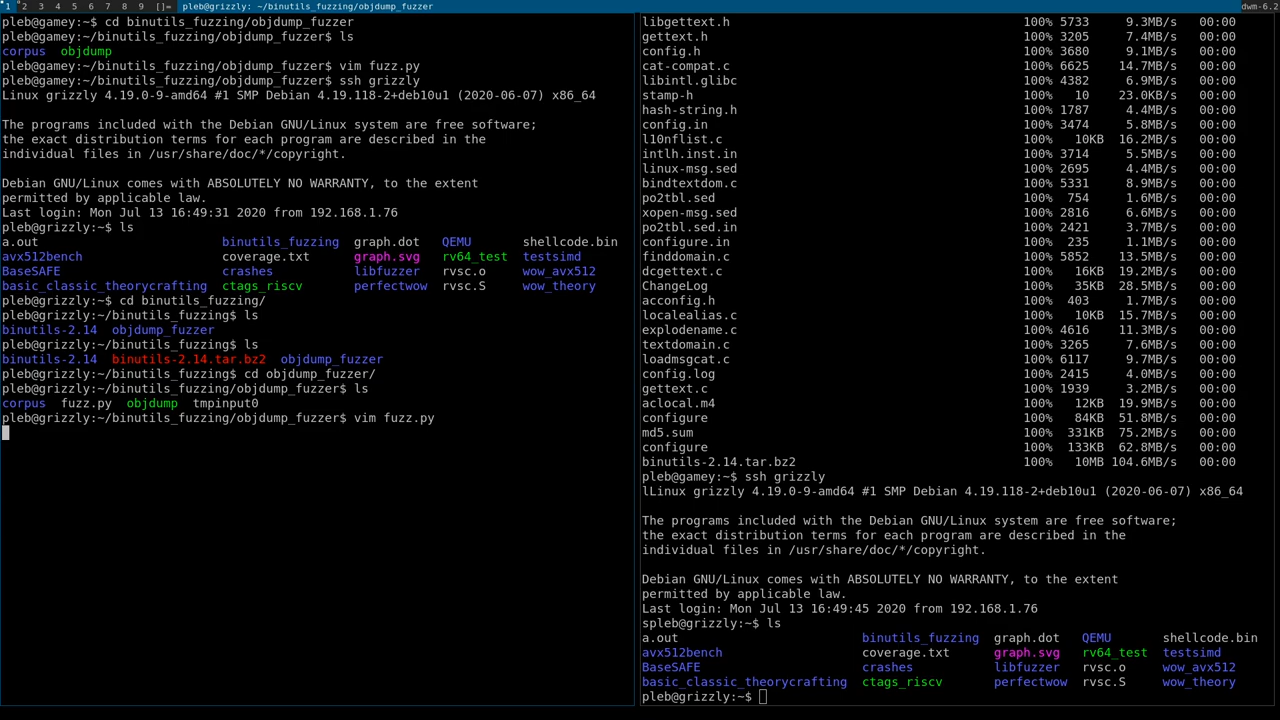 1 2 3 4 5 6 7 8 9 []= pleb@grizzly: ~/binutils_fuzzing/objdump_fuzzer dwm-6.2
pleb@gamey:~$ cd binutils_fuzzing/objdump_fuzzer
pleb@gamey:~/binutils_fuzzing/objdump_fuzzer$ ls
corpus  objdump
pleb@gamey:~/binutils_fuzzing/objdump_fuzzer$ vim fuzz.py
pleb@gamey:~/binutils_fuzzing/objdump_fuzzer$ ssh grizzly
Linux grizzly 4.19.0-9-amd64 #1 SMP Debian 4.19.118-2+deb10u1 (2020-06-07) x86_64
The programs included with the Debian GNU/Linux system are free software;
the exact distribution terms for each program are described in the
individual files in /usr/share/doc/*/copyright.
Debian GNU/Linux comes with ABSOLUTELY NO WARRANTY, to the extent
permitted by applicable law.
Last login: Mon Jul 13 16:49:31 2020 from 192.168.1.76
pleb@grizzly:~$ ls
a.out binutils_fuzzing graph.dot QEMU shellcode.bin
avx512bench coverage.txt graph.svg rv64_test testsimd
BaseSAFE crashes libfuzzer rvsc.o wow_avx512
basic_classic_theorycrafting ctags_riscv perfectwow rvsc.S wow_theory
pleb@grizzly:~$ cd binutils_fuzzing/
pleb@grizzly:~/binutils_fuzzing$ ls
binutils-2.14 objdump_fuzzer
pleb@grizzly:~/binutils_fuzzing$ ls
binutils-2.14 binutils-2.14.tar.bz2 objdump_fuzzer
pleb@grizzly:~/binutils_fuzzing$ cd objdump_fuzzer/
pleb@grizzly:~/binutils_fuzzing/objdump_fuzzer$ ls
corpus fuzz.py objdump tmpinput0
pleb@grizzly:~/binutils_fuzzing/objdump_fuzzer$ vim fuzz.py
libgettext.h 100% 5733 9.3MB/s 00:00
gettext.h 100% 3205 7.4MB/s 00:00
config.h 100% 3680 9.1MB/s 00:00
cat-compat.c 100% 6625 14.7MB/s 00:00
libintl.glibc 100% 4382 6.9MB/s 00:00
stamp-h 100% 10 23.0KB/s 00:00
hash-string.h 100% 1787 4.4MB/s 00:00
config.in 100% 3474 5.8MB/s 00:00
l10nflist.c 100% 10KB 16.2MB/s 00:00
intlh.inst.in 100% 3714 5.5MB/s 00:00
linux-msg.sed 100% 2695 4.4MB/s 00:00
bindtextdom.c 100% 5331 8.9MB/s 00:00
po2tbl.sed 100% 754 1.6MB/s 00:00
xopen-msg.sed 100% 2816 6.6MB/s 00:00
po2tbl.sed.in 100% 2421 3.7MB/s 00:00
configure.in 100% 235 1.1MB/s 00:00
finddomain.c 100% 5852 13.5MB/s 00:00
dcgettext.c 100% 16KB 19.2MB/s 00:00
ChangeLog 100% 35KB 28.5MB/s 00:00
acconfig.h 100% 403 1.7MB/s 00:00
localealias.c 100% 10KB 15.7MB/s 00:00
explodename.c 100% 4616 11.3MB/s 00:00
textdomain.c 100% 3265 7.6MB/s 00:00
loadmsgcat.c 100% 6117 9.7MB/s 00:00
config.log 100% 2415 4.0MB/s 00:00
gettext.c 100% 1939 3.2MB/s 00:00
aclocal.m4 100% 12KB 19.9MB/s 00:00
configure 100% 84KB 51.8MB/s 00:00
md5.sum 100% 331KB 75.2MB/s 00:00
configure 100% 133KB 62.8MB/s 00:00
binutils-2.14.tar.bz2 100% 10MB 104.6MB/s 00:00
pleb@gamey:~$ ssh grizzly
lLinux grizzly 4.19.0-9-amd64 #1 SMP Debian 4.19.118-2+deb10u1 (2020-06-07) x86_64
The programs included with the Debian GNU/Linux system are free software;
the exact distribution terms for each program are described in the
individual files in /usr/share/doc/*/copyright.
Debian GNU/Linux comes with ABSOLUTELY NO WARRANTY, to the extent
permitted by applicable law.
Last login: Mon Jul 13 16:49:45 2020 from 192.168.1.76
spleb@grizzly:~$ ls
a.out binutils_fuzzing graph.dot QEMU shellcode.bin
avx512bench coverage.txt graph.svg rv64_test testsimd
BaseSAFE crashes libfuzzer rvsc.o wow_avx512
basic_classic_theorycrafting ctags_riscv perfectwow rvsc.S wow_theory
pleb@grizzly:~$